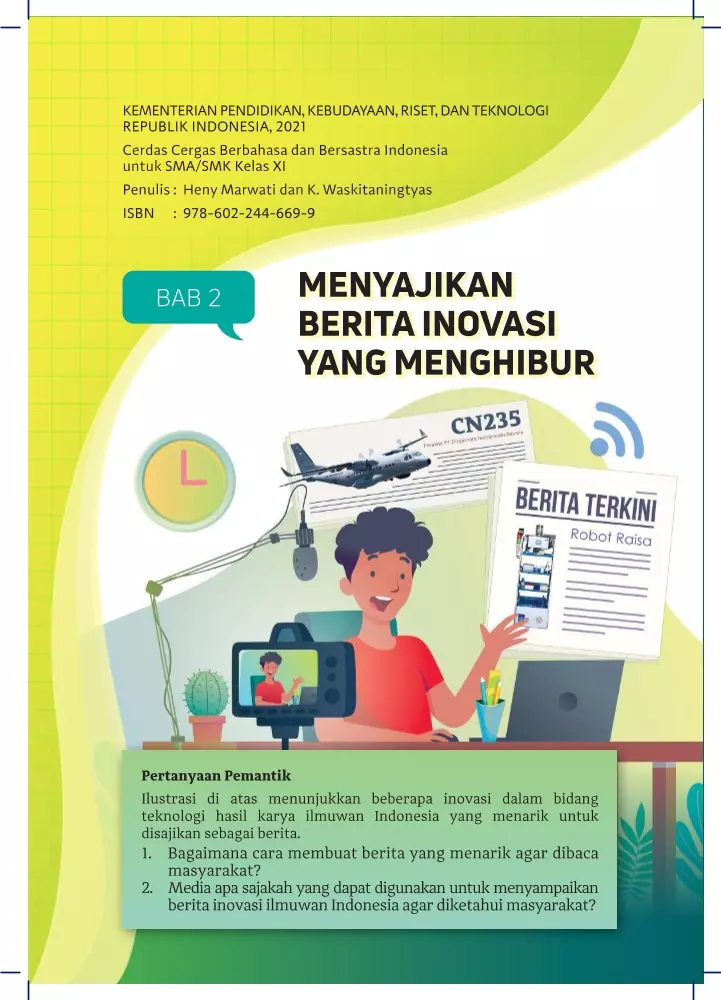 KEMENTERIAN PENDIDIKAN, KEBUDAYAAN, RISET, DAN TEKNOLOGI
REPUBLIK INDONESIA, 2021
Cerdas Cergas Berbahasa dan Bersastra Indonesia
untuk SMA/SMK Kelas XI
Penulis : Heny Marwati dan K. Waskitaningtyas
ISBN : 978-602-244-669-9
BAB 2
MENYAJIKAN
BERITA INOVASI
YANG MENGHIBUR
CN235
BERITA TERKINI
Robot Raisa
Pertanyaan Pemantik
Ilustrasi di atas menunjukkan beberapa inovasi dalam bidang
teknologi hasil karya ilmuwan Indonesia yang menarik untuk
disajikan sebagai berita.
1. Bagaimana cara membuat berita yang menarik agar dibaca
masyarakat?
2. Media apa sajakah yang dapat digunakan untuk menyampaikan
berita inovasi ilmuwan Indonesia agar diketahui masyarakat?